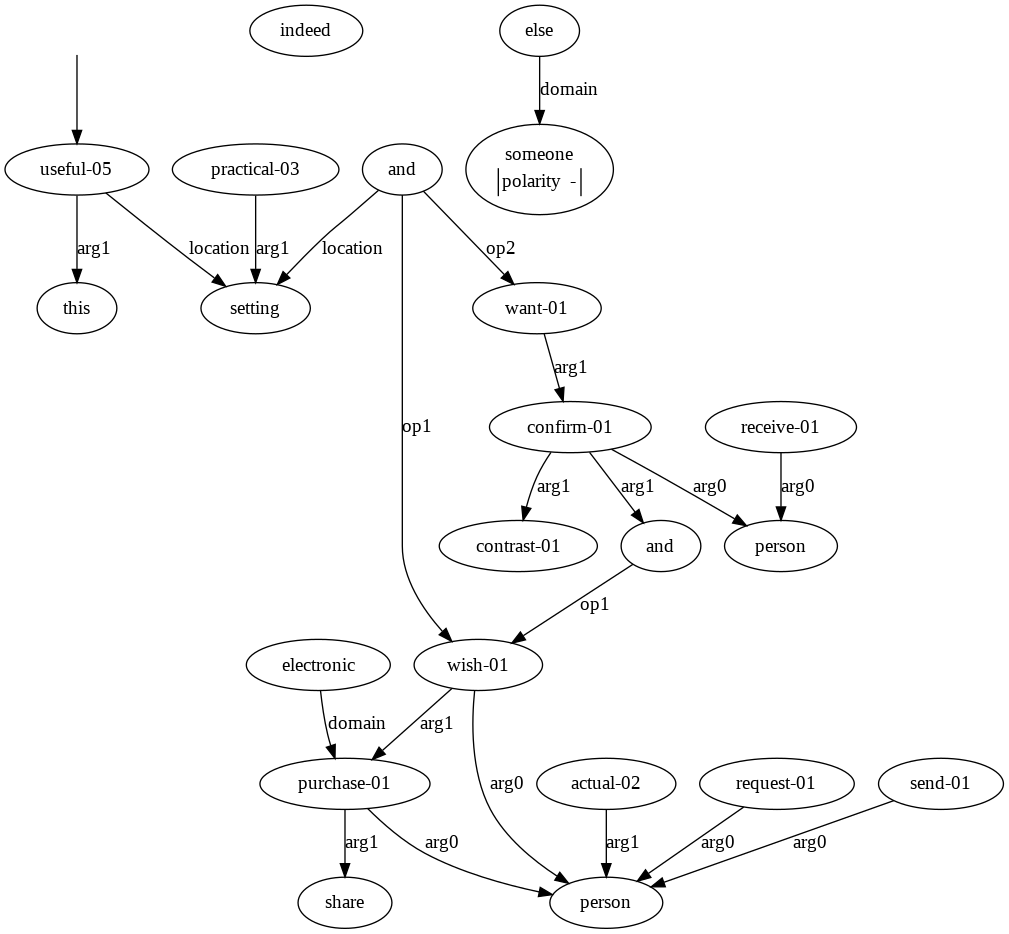 indeed
else
domain
useful-05
practical-03
and
someone
polarity -
arg1
location
arg1
location
op2
this
setting
want-01
arg1
op1
confirm-01
receive-01
arg1
arg1
arg0
arg0
contrast-01
and
person
op1
electronic
wish-01
domain
arg1
arg0
purchase-01
actual-02
request-01
send-01
arg1
arg0
arg1
arg0
arg0
share
person